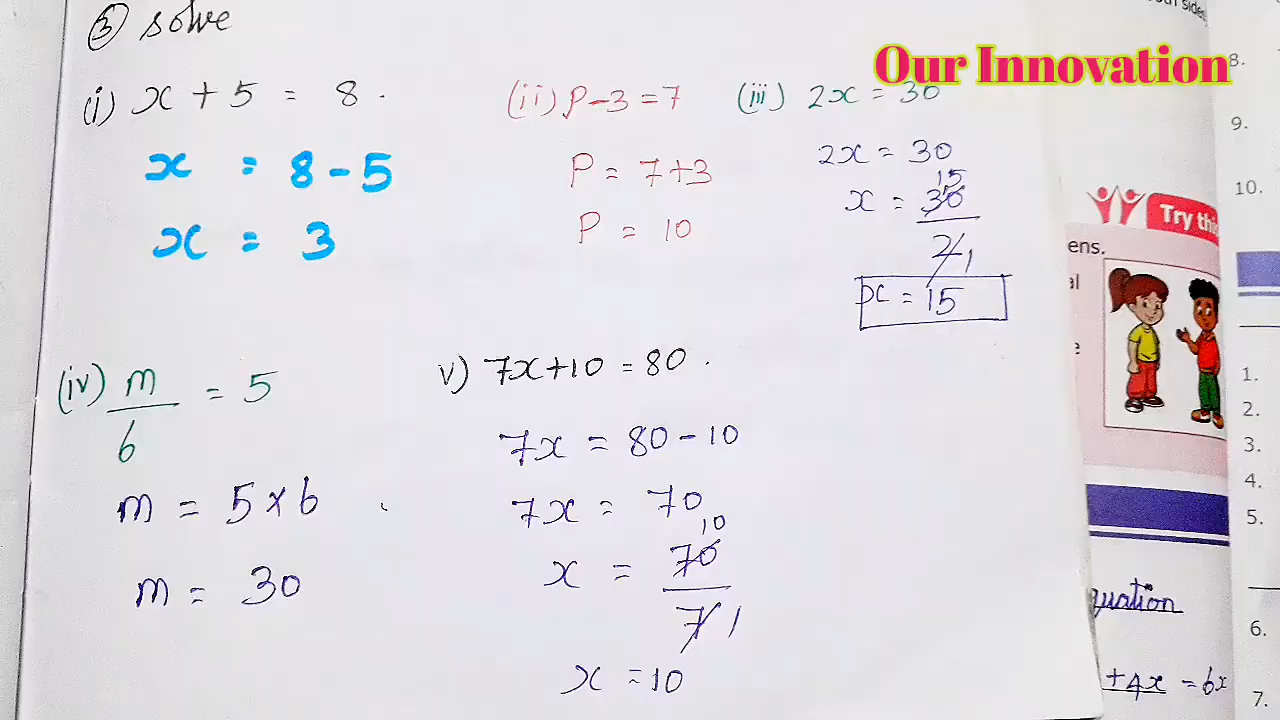 ③ solve
(i) x + 5 = 8.
x = 8 - 5
x = 3
(ii) P - 3 = 7
P = 7 + 3
P = 10
(iii) 2x = 30
2x = 30
15
x = 30
2 1
x = 15
(iv) m
= 5
6
m = 5 × 6
m = 30
v) 7x + 10 = 80.
7x = 80 - 10
7x = 70
10
x = 70
7 1
x = 10
Our Innovation
8.
9.
10.
Try
ens.
1.
2.
3.
4.
5.
6.
7.
+ 4x = 6x